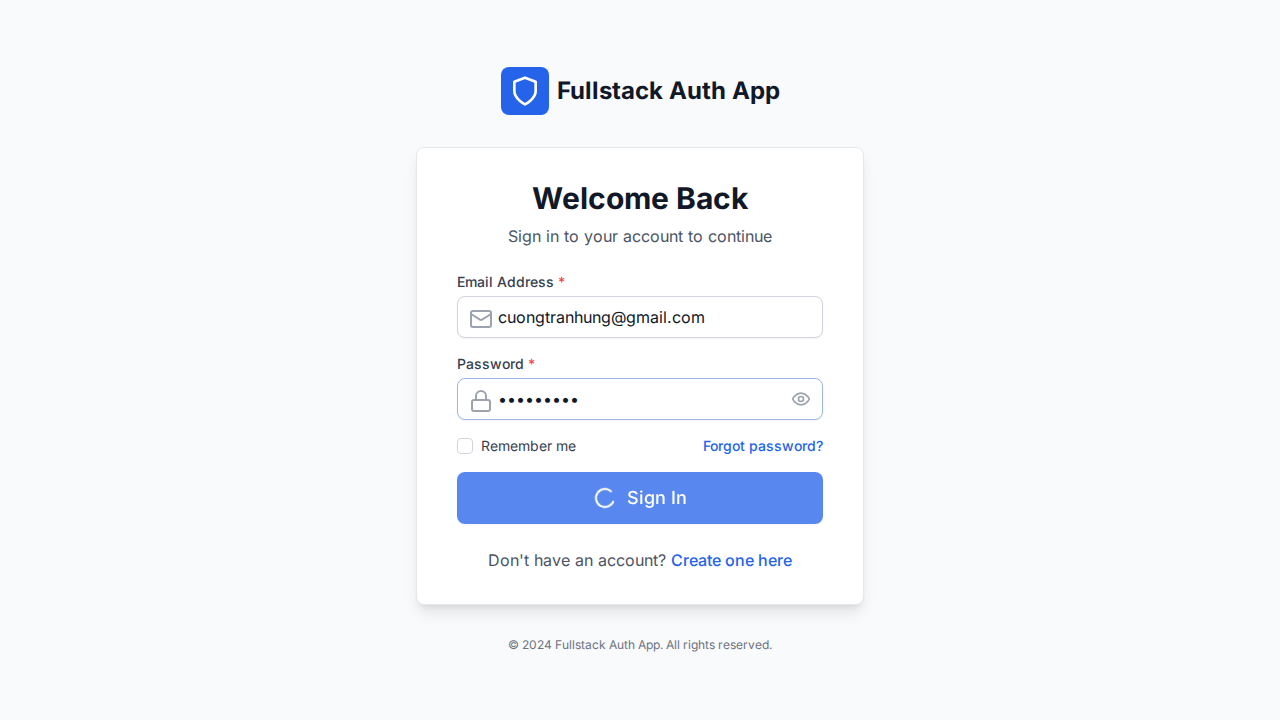 Fullstack Auth App
Welcome Back
Sign in to your account to continue
Email Address *
cuongtranhung@gmail.com
Password *
•••••••••
Remember me Forgot password?
Sign In
Don't have an account? Create one here
© 2024 Fullstack Auth App. All rights reserved.